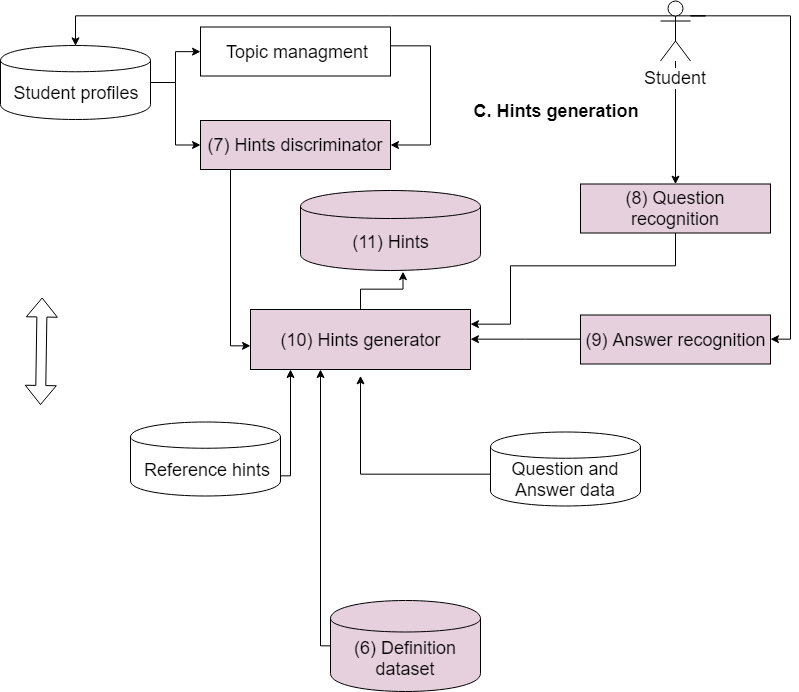 Topic managment
Student profiles
Student
C. Hints generation
(7) Hints discriminator
(8) Question
recognition
(11) Hints
(10) Hints generator
(9) Answer recognition
Reference hints
Question and
Answer data
(6) Definition
dataset